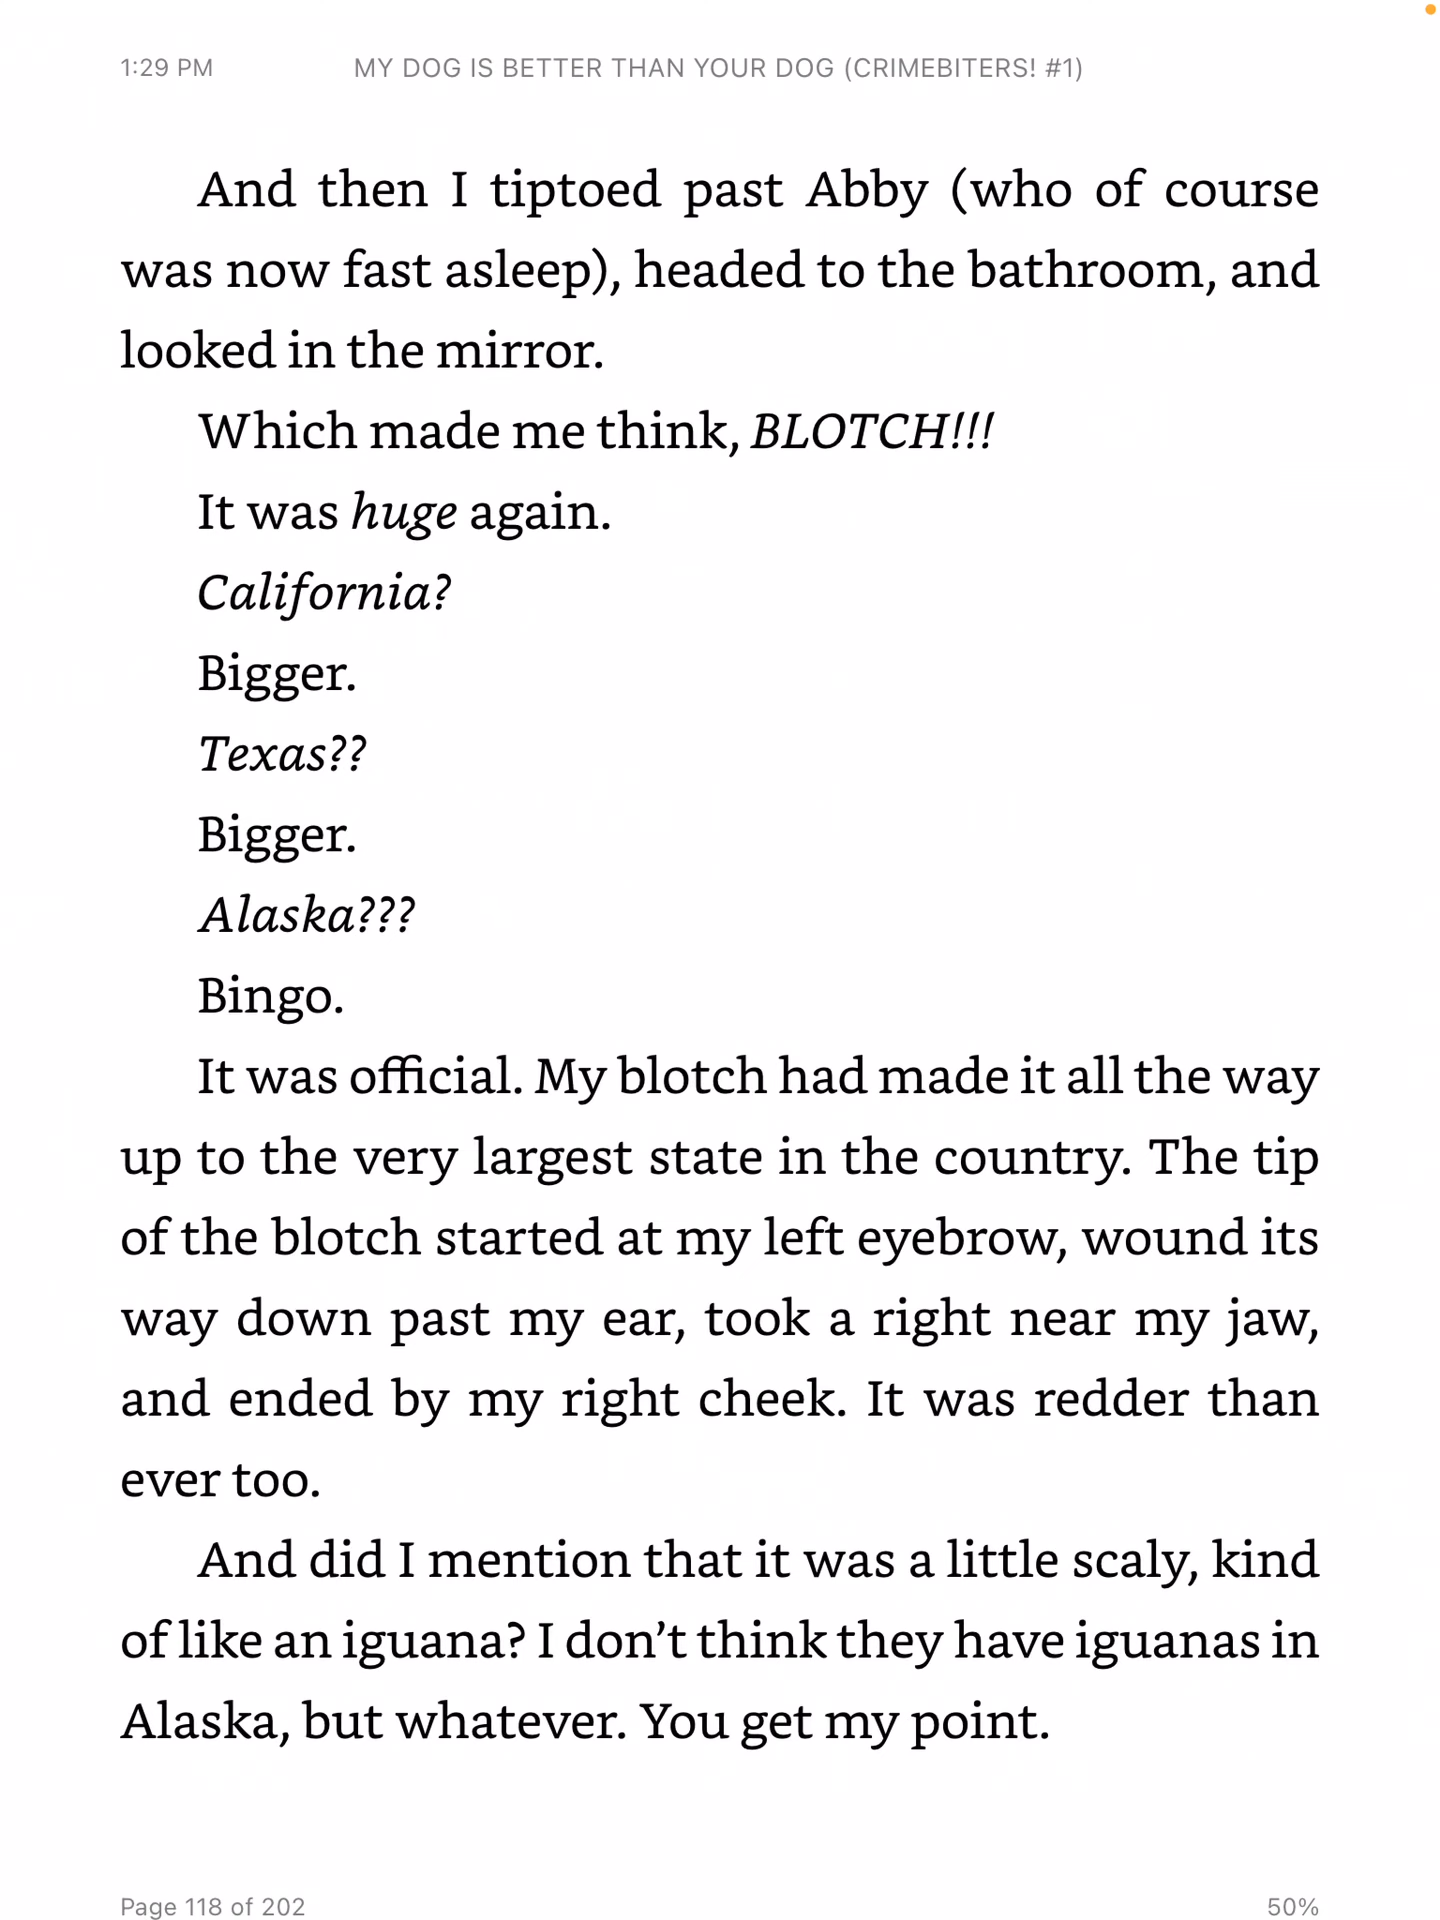 1:29 PM MY DOG IS BETTER THAN YOUR DOG (CRIMEBITERS! #1)
And then I tiptoed past Abby (who of course
was now fast asleep), headed to the bathroom, and
looked in the mirror.
Which made me think, BLOTCH!!!
It was huge again.
California?
Bigger.
Texas??
Bigger.
Alaska???
Bingo.
It was official. My blotch had made it all the way
up to the very largest state in the country. The tip
of the blotch started at my left eyebrow, wound its
way down past my ear, took a right near my jaw,
and ended by my right cheek. It was redder than
ever too.
And did I mention that it was a little scaly, kind
of like an iguana? I don’t think they have iguanas in
Alaska, but whatever. You get my point.
Page 118 of 202 50%